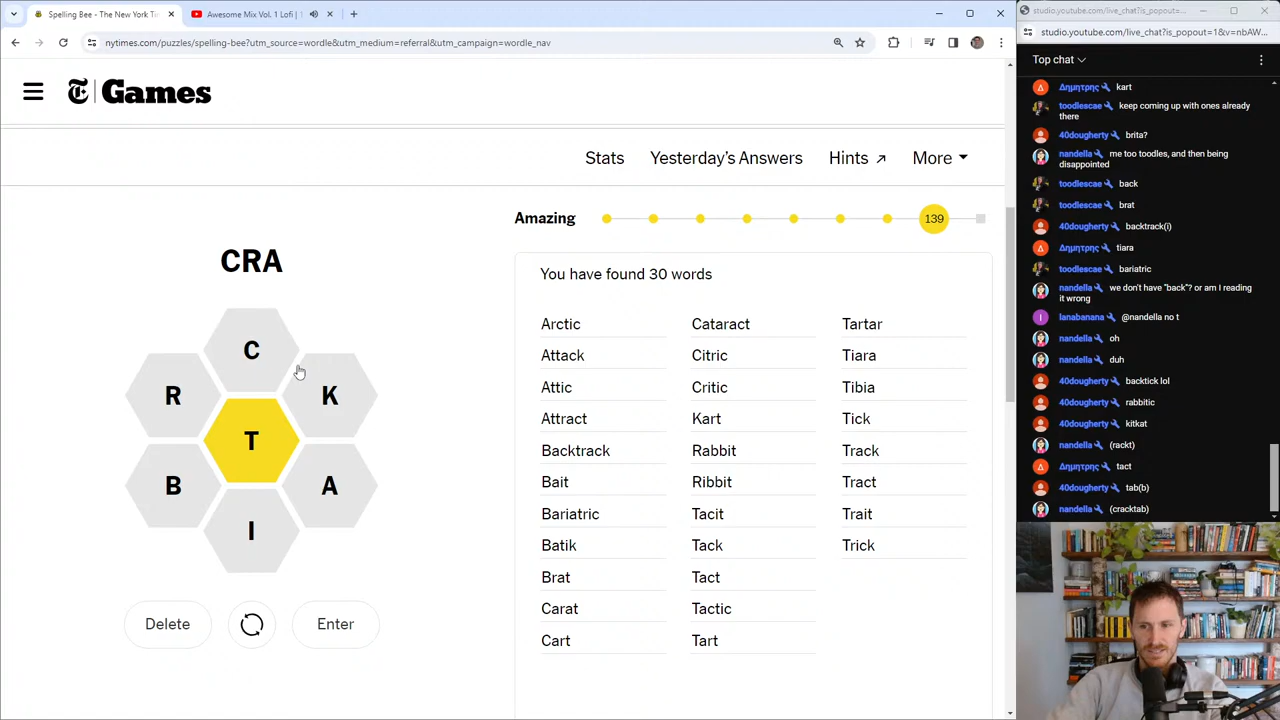 Spelling Bee - The New York Ti
Awesome Mix Vol. 1 Lofi |
studio.youtube.com/live_chat?is_popout=...
nytimes.com/puzzles/spelling-bee?utm_source=wordle&utm_medium=referral&utm_campaign=wordle_nav
studio.youtube.com/live_chat?is_popout=1&v=nbAW...
Games
Top chat
Stats
Yesterday's Answers
Hints
More
Amazing
139
CRA
C
R
K
T
B
A
I
Delete
Enter
You have found 30 words
Arctic
Cataract
Tartar
Attack
Citric
Tiara
Attic
Critic
Tibia
Attract
Kart
Tick
Backtrack
Rabbit
Track
Bait
Ribbit
Tract
Bariatric
Tacit
Trait
Batik
Tack
Trick
Brat
Tact
Carat
Tactic
Cart
Tart
Δημητρης kart
toodlescae keep coming up with ones already
there
40dougherty brita?
nandella me too toodles, and then being
disappointed
toodlescae back
toodlescae brat
40dougherty backtrack(i)
Δημητρης tiara
toodlescae bariatric
nandella we don't have "back"? or am I reading
it wrong
lanabanana @nandella no t
nandella oh
nandella duh
40dougherty backtick lol
40dougherty rabbitic
40dougherty kitkat
nandella (rackt)
Δημητρης tact
40dougherty tab(b)
nandella (cracktab)